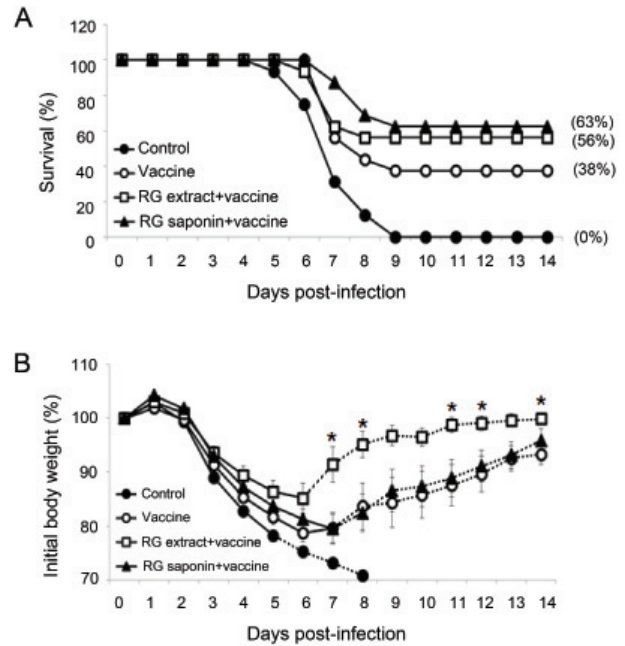 A
120
100
80
60
40
20
0
Survival (%)
Control
Vaccine
RG extract+vaccine
RG saponin+vaccine
(63%)
(56%)
(38%)
(0%)
0 1 2 3 4 5 6 7 8 9 10 11 12 13 14
Days post-infection
B
110
100
90
80
70
Initial body weight (%)
Control
Vaccine
RG extract+vaccine
RG saponin+vaccine
* * * * *
0 1 2 3 4 5 6 7 8 9 10 11 12 13 14
Days post-infection